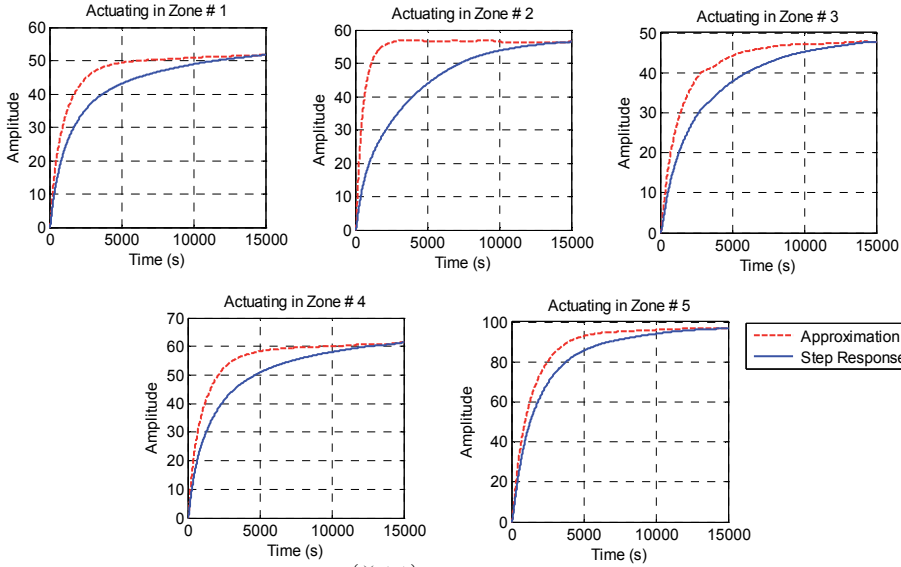 Actuating in Zone # 1
60
50
40
30
20
10
0
Amplitude
0 5000 10000 15000
Time (s)
Actuating in Zone # 2
60
50
40
30
20
10
0
Amplitude
0 5000 10000 15000
Time (s)
Actuating in Zone # 3
50
40
30
20
10
0
Amplitude
0 5000 10000 15000
Time (s)
Actuating in Zone # 4
70
60
50
40
30
20
10
0
Amplitude
0 5000 10000 15000
Time (s)
Actuating in Zone # 5
100
80
60
40
20
0
Amplitude
0 5000 10000 15000
Time (s)
Approximation
Step Response